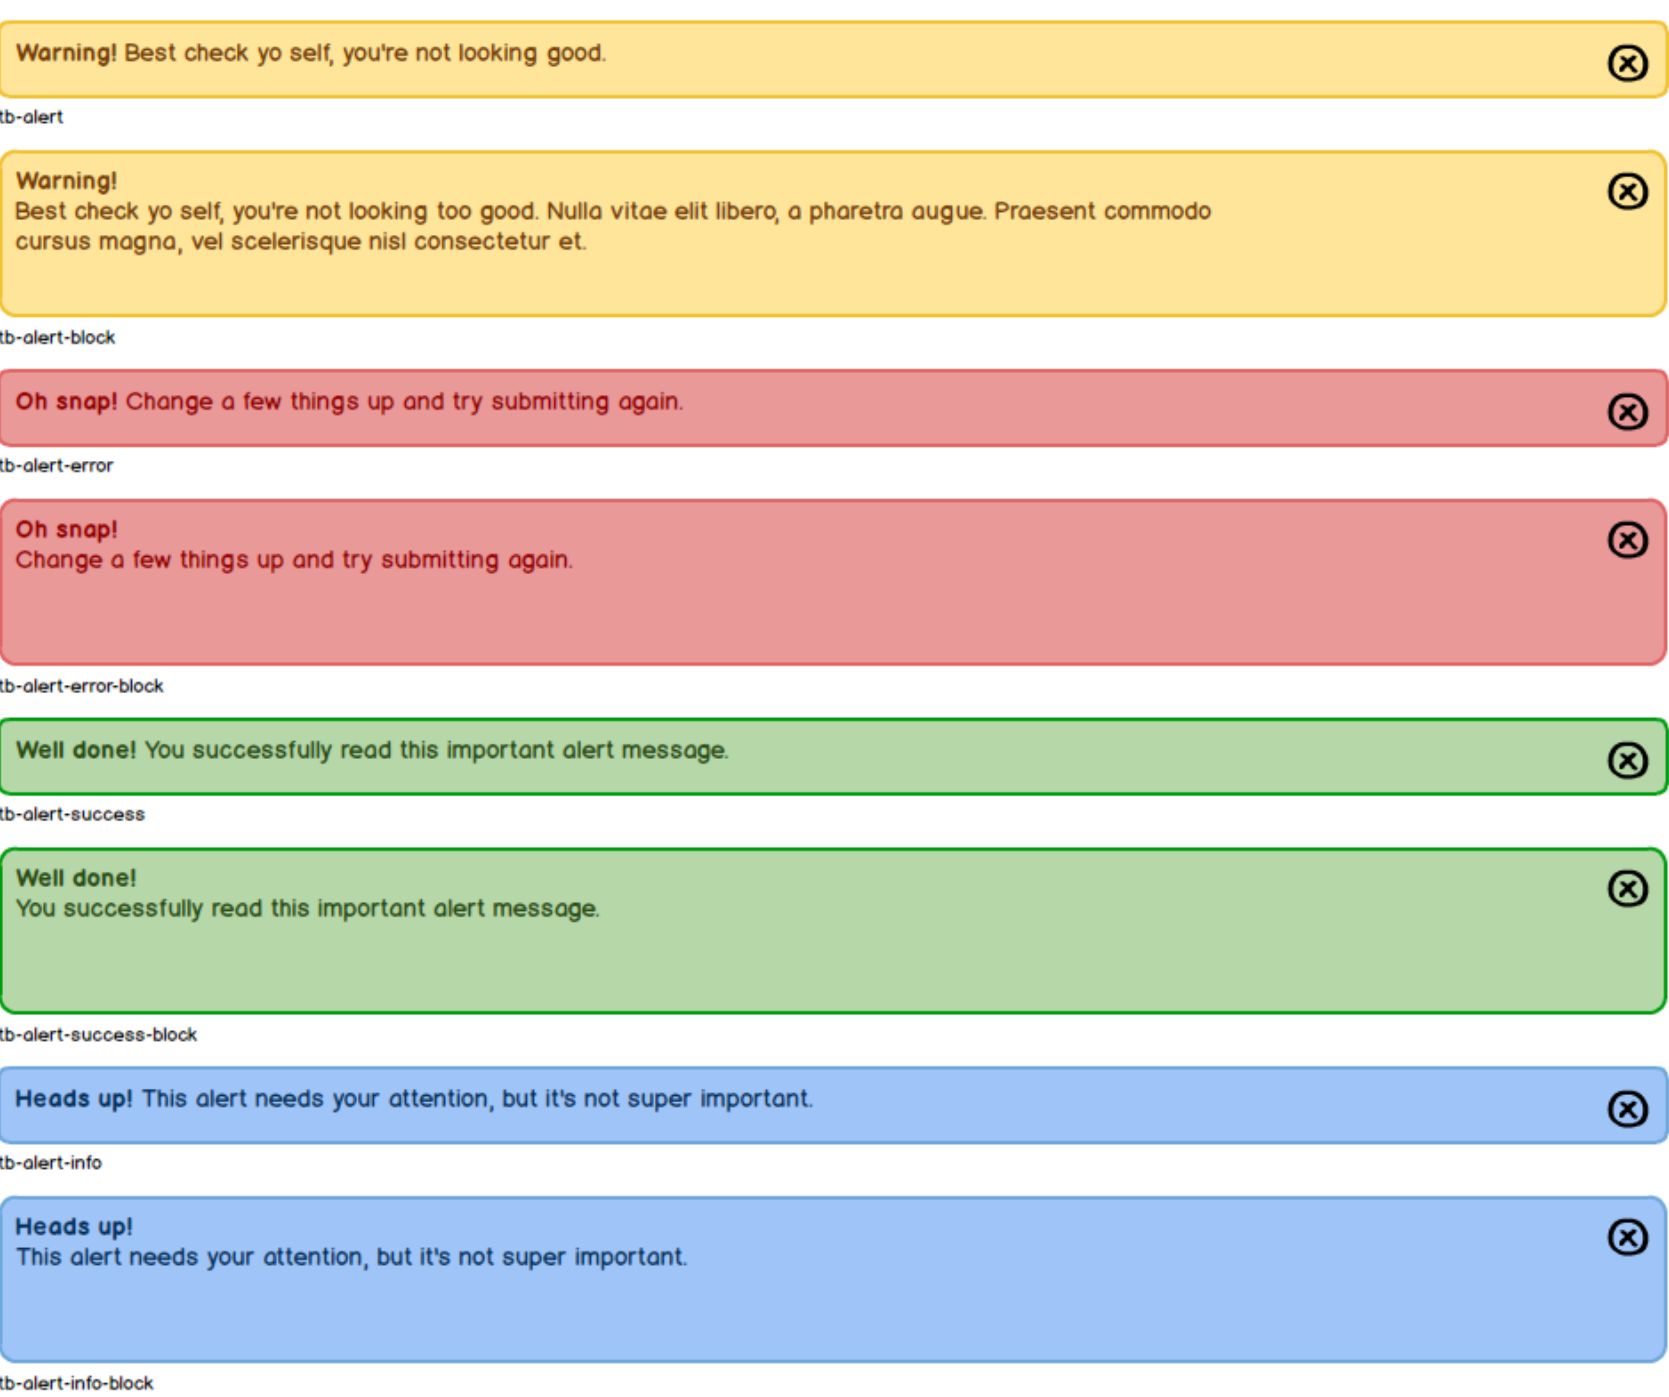 Warning! Best check yo self, you're not looking good.
tb-alert
Warning!
Best check yo self, you're not looking too good. Nulla vitae elit libero, a pharetra augue. Praesent commodo
cursus magna, vel scelerisque nisl consectetur et.
tb-alert-block
Oh snap! Change a few things up and try submitting again.
tb-alert-error
Oh snap!
Change a few things up and try submitting again.
tb-alert-error-block
Well done! You successfully read this important alert message.
tb-alert-success
Well done!
You successfully read this important alert message.
tb-alert-success-block
Heads up! This alert needs your attention, but it's not super important.
tb-alert-info
Heads up!
This alert needs your attention, but it's not super important.
tb-alert-info-block